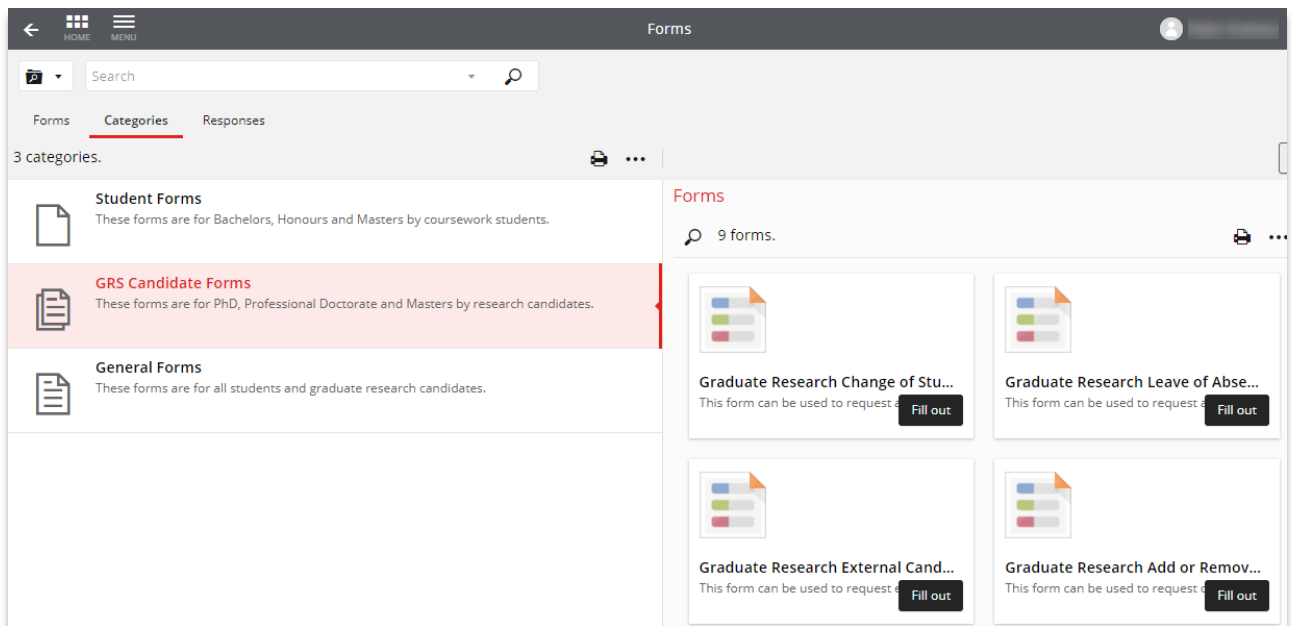 HOME
MENU
Forms
Search
Forms Categories Responses
3 categories.
Student Forms
These forms are for Bachelors, Honours and Masters by coursework students.
GRS Candidate Forms
These forms are for PhD, Professional Doctorate and Masters by research candidates.
General Forms
These forms are for all students and graduate research candidates.
Forms
9 forms.
Graduate Research Change of Stu...
This form can be used to request
Fill out
Graduate Research Leave of Abse...
This form can be used to request
Fill out
Graduate Research External Cand...
This form can be used to request
Fill out
Graduate Research Add or Remov...
This form can be used to request
Fill out